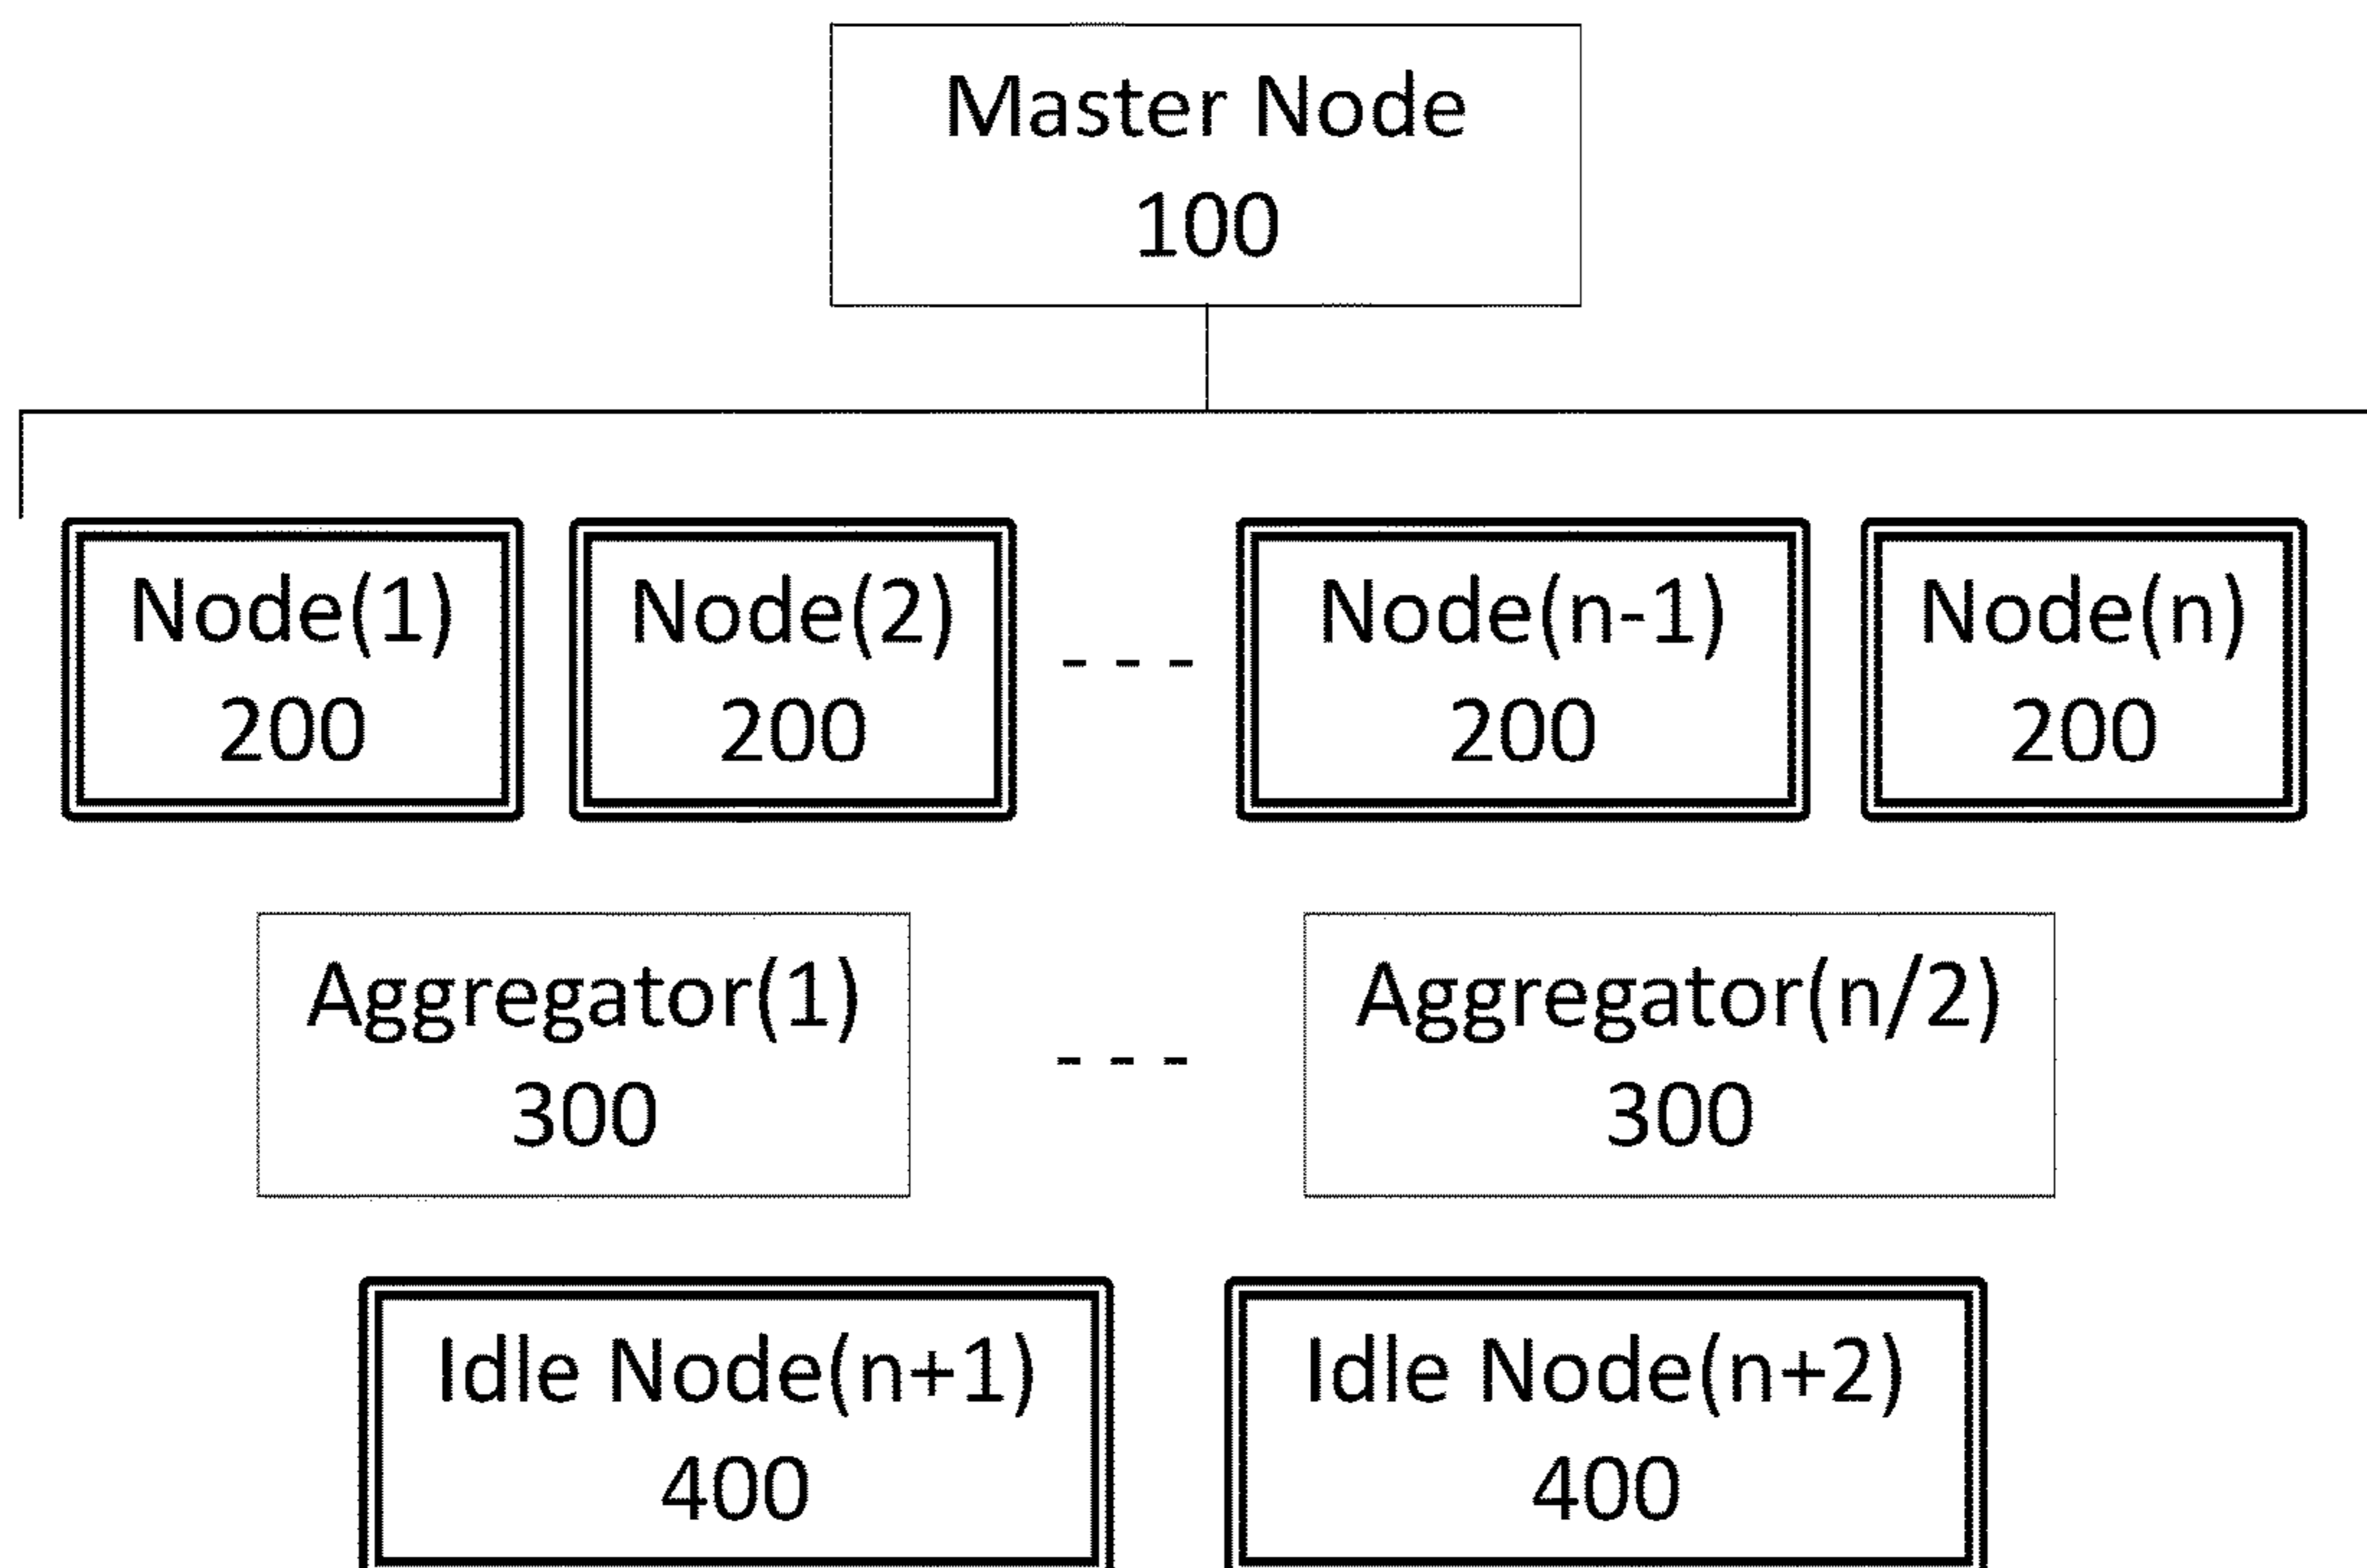 Master Node
100
Node(1)
200
Node(2)
200
- - -
Node(n-1)
200
Node(n)
200
Aggregator(1)
300
- - -
Aggregator(n/2)
300
Idle Node(n+1)
400
Idle Node(n+2)
400